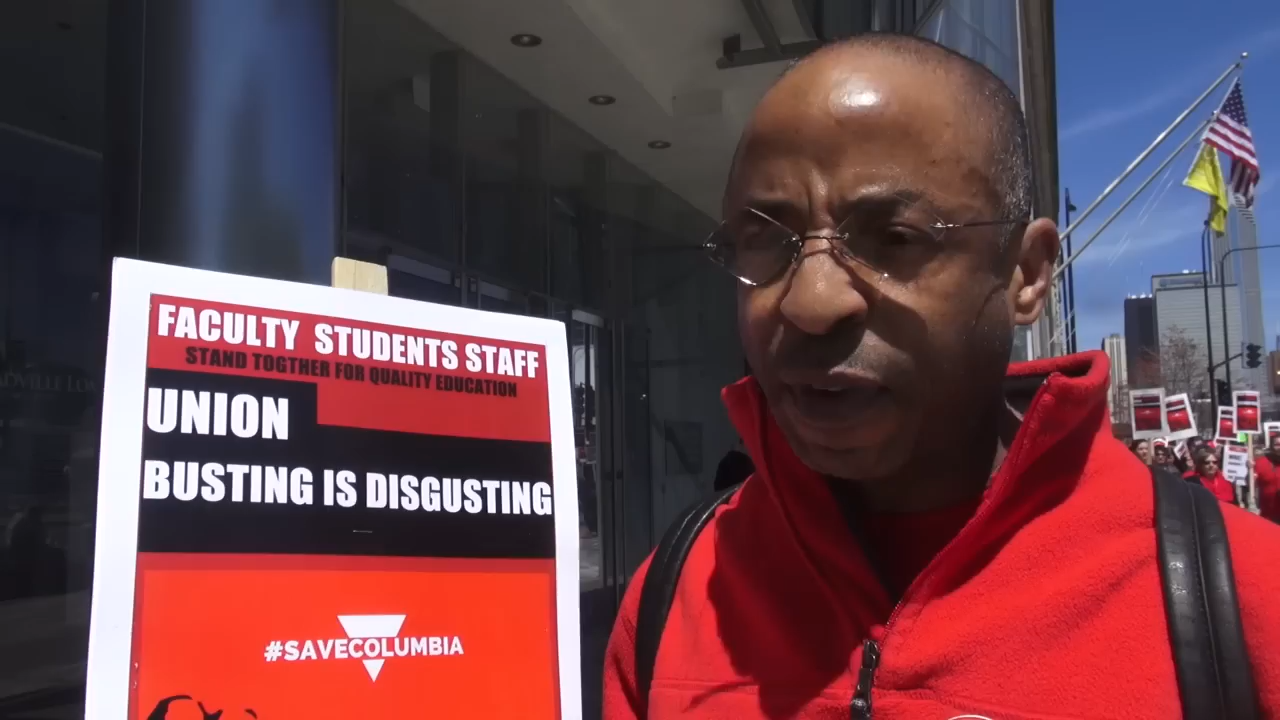 FACULTY STUDENTS STAFF
STAND TOGTHER FOR QUALITY EDUCATION
UNION
BUSTING IS DISGUSTING
#SAVECOLUMBIA